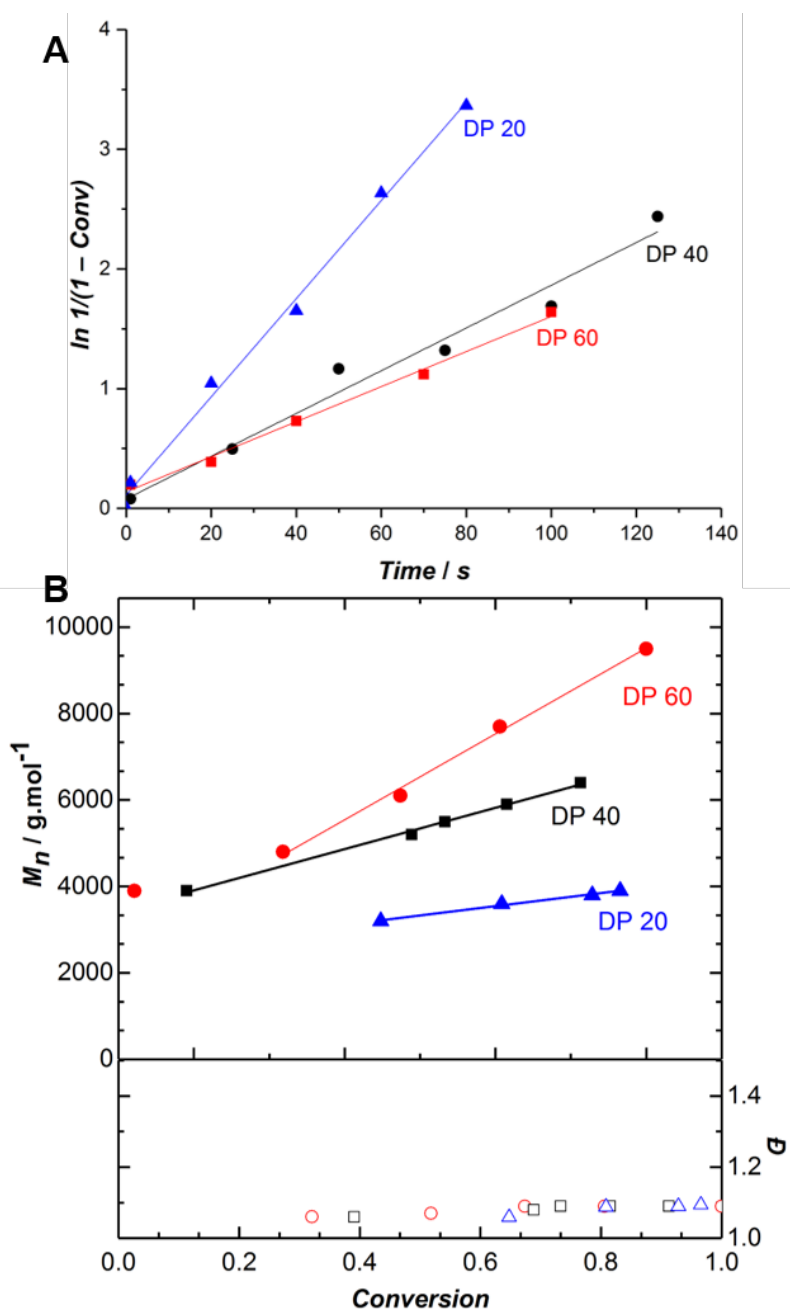 A
ln 1/(1 – Conv)
4
3
2
1
0
DP 20
DP 40
DP 60
0 20 40 60 80 100 120 140
Time / s
B
Mn / g.mol-1
10000
8000
6000
4000
2000
0
DP 60
DP 40
DP 20
1.4
1.2
1.0
Đ
0.0 0.2 0.4 0.6 0.8 1.0
Conversion